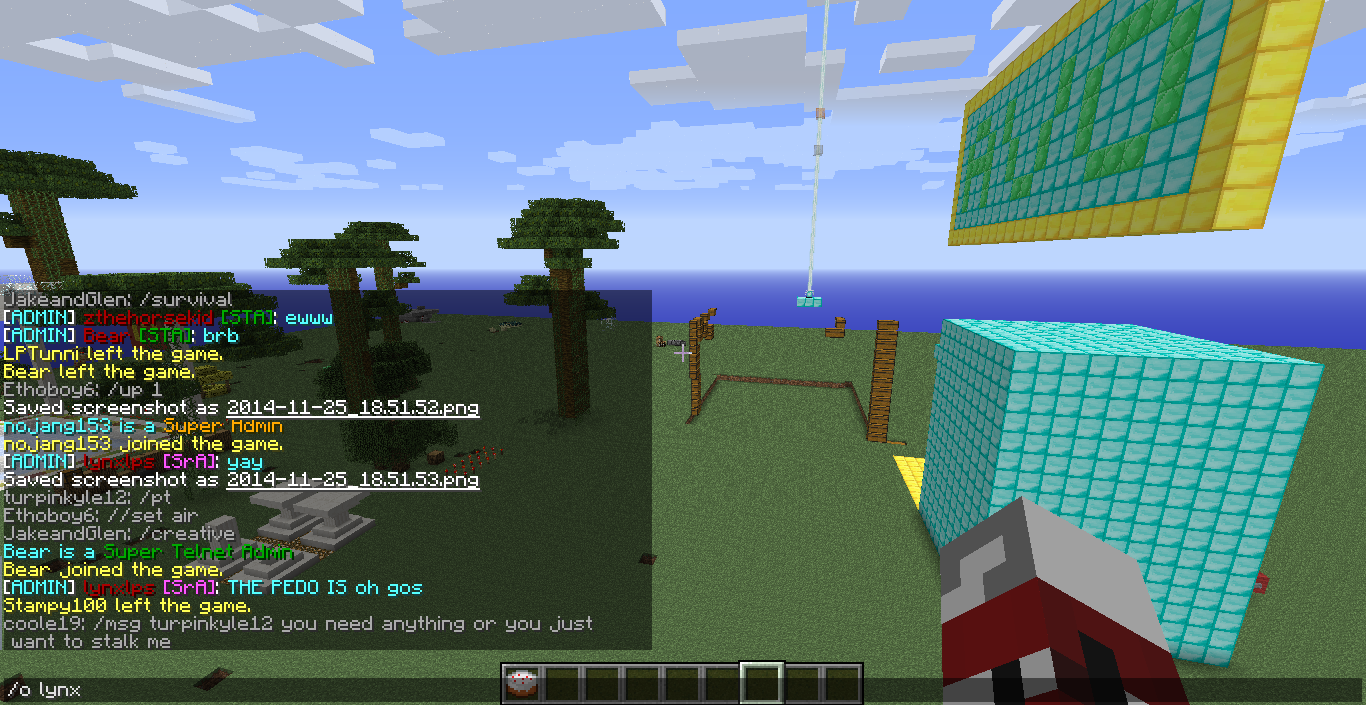 JakeandGlen: /survival
[ADMIN] zthehorsekid [STA]: ewww
[ADMIN] Bear [STA]: brb
LPTunni left the game.
Bear left the game.
Ethoboy6: /up 1
Saved screenshot as 2014-11-25_18.51.52.png
nojang153 is a Super Admin
nojang153 joined the game.
[ADMIN] lynxlps [SrA]: yay
Saved screenshot as 2014-11-25_18.51.53.png
turpinkyle12: /pt
Ethoboy6: //set air
JakeandGlen: /creative
Bear is a Super Telnet Admin
Bear joined the game.
[ADMIN] lynxlps [SrA]: THE PEDO IS oh gos
Stampy100 left the game.
coole19: /msg turpinkyle12 you need anything or you just
want to stalk me
/o lynx